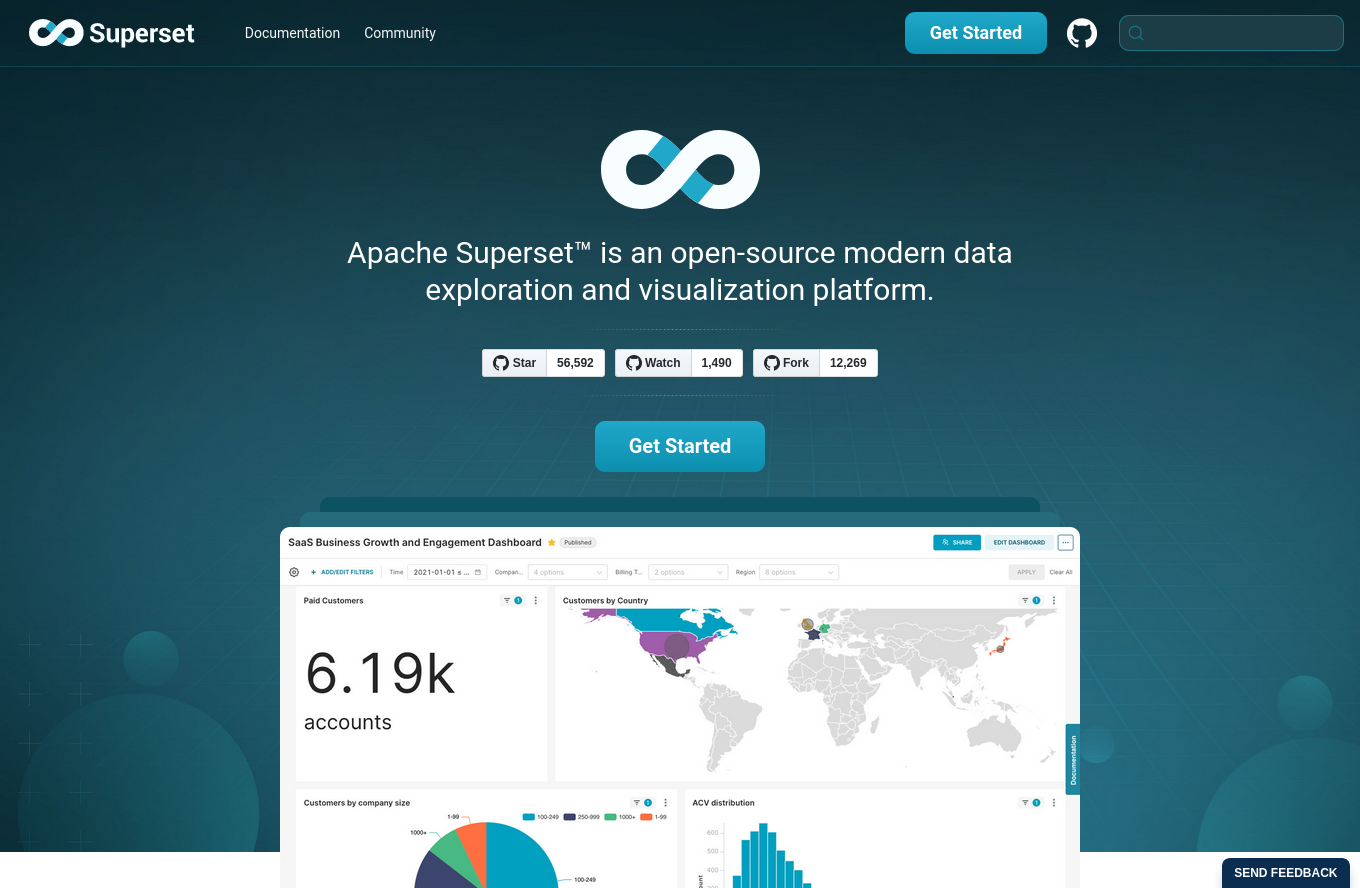 Superset
Documentation
Community
Get Started
Apache Superset™ is an open-source modern data
exploration and visualization platform.
Star 56,592
Watch 1,490
Fork 12,269
Get Started
SaaS Business Growth and Engagement Dashboard
Published
SHARE
EDIT DASHBOARD
...
+ ADD/EDIT FILTERS
Time
2021-01-01 ≤ ...
Compan...
4 options
Billing T...
2 options
Region
8 options
APPLY
Clear All
Paid Customers
1
6.19k
accounts
Customers by Country
1
Documentation
Customers by company size
1
100-249
250-999
1000+
1-99
1-99
1000+
100-249
ACV distribution
1
600
500
400
SEND FEEDBACK